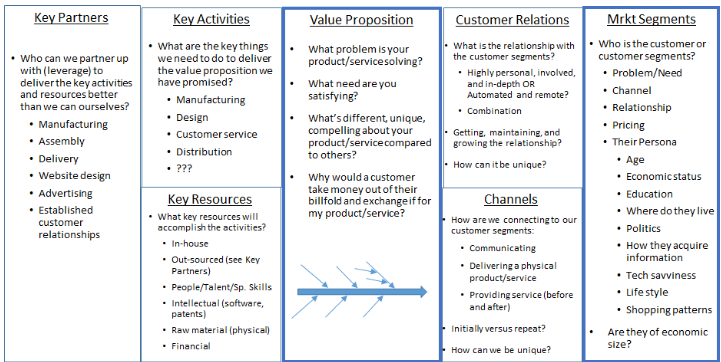 Key Partners
Who can we partner up
with (leverage) to
deliver the key activities
and resources better
than we can ourselves?
Manufacturing
Assembly
Delivery
Website design
Advertising
Established
customer
relationships
Key Activities
What are the key things
we need to do to deliver
the value proposition we
have promised?
Manufacturing
Design
Customer service
Distribution
???
Key Resources
What key resources will
accomplish the activities?
In-house
Out-sourced (see Key
Partners)
People/Talent/Sp. Skills
Intellectual (software,
patents)
Raw material (physical)
Financial
Value Proposition
What problem is your
product/service solving?
What need are you
satisfying?
What's different, unique,
compelling about your
product/service compared
to others?
Why would a customer
take money out of their
billfold and exchange if for
my product/service?
Customer Relations
What is the relationship with
the customer segments?
Highly personal, involved,
and in-depth OR
Automated and remote?
Combination
Getting, maintaining, and
growing the relationship?
How can it be unique?
Channels
How are we connecting to our
customer segments:
Communicating
Delivering a physical
product/service
Providing service (before
and after)
Initially versus repeat?
How can we be unique?
Mrkt Segments
Who is the customer or
customer segments?
Problem/Need
Channel
Relationship
Pricing
Their Persona
Age
Economic status
Education
Where do they live
Politics
How they acquire
information
Tech savviness
Life style
Shopping patterns
Are they of economic
size?